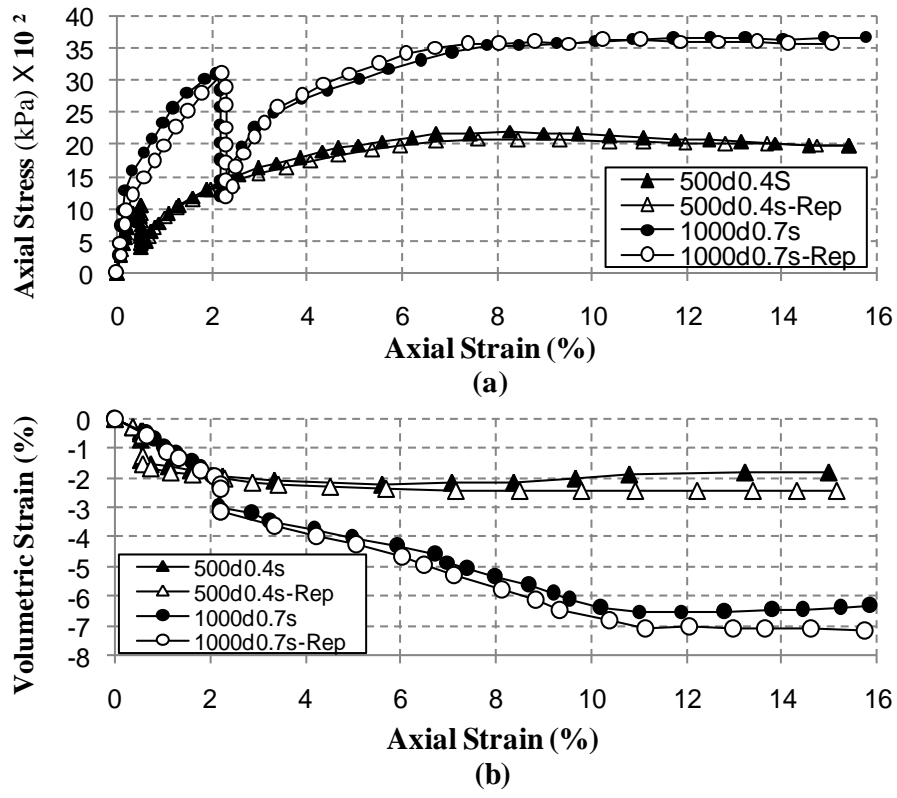 Axial Stress (kPa) X 10 ²
40
35
30
25
20
15
10
5
0
500d0.4S
500d0.4s-Rep
1000d0.7s
1000d0.7s-Rep
0 2 4 6 8 10 12 14 16
Axial Strain (%)
(a)
Volumetric Strain (%)
0
-1
-2
-3
-4
-5
-6
-7
-8
500d0.4s
500d0.4s-Rep
1000d0.7s
1000d0.7s-Rep
0 2 4 6 8 10 12 14 16
Axial Strain (%)
(b)